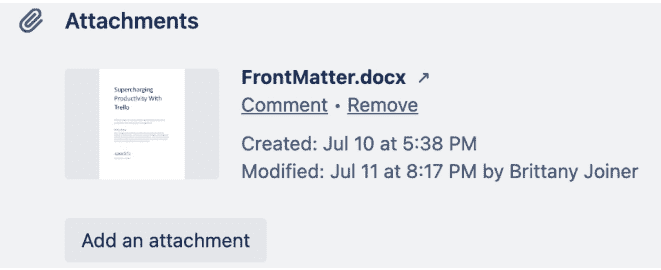 Attachments
Supercharging
Productivity With
Trello
FrontMatter.docx ↗
Comment • Remove
Created: Jul 10 at 5:38 PM
Modified: Jul 11 at 8:17 PM by Brittany Joiner
Add an attachment